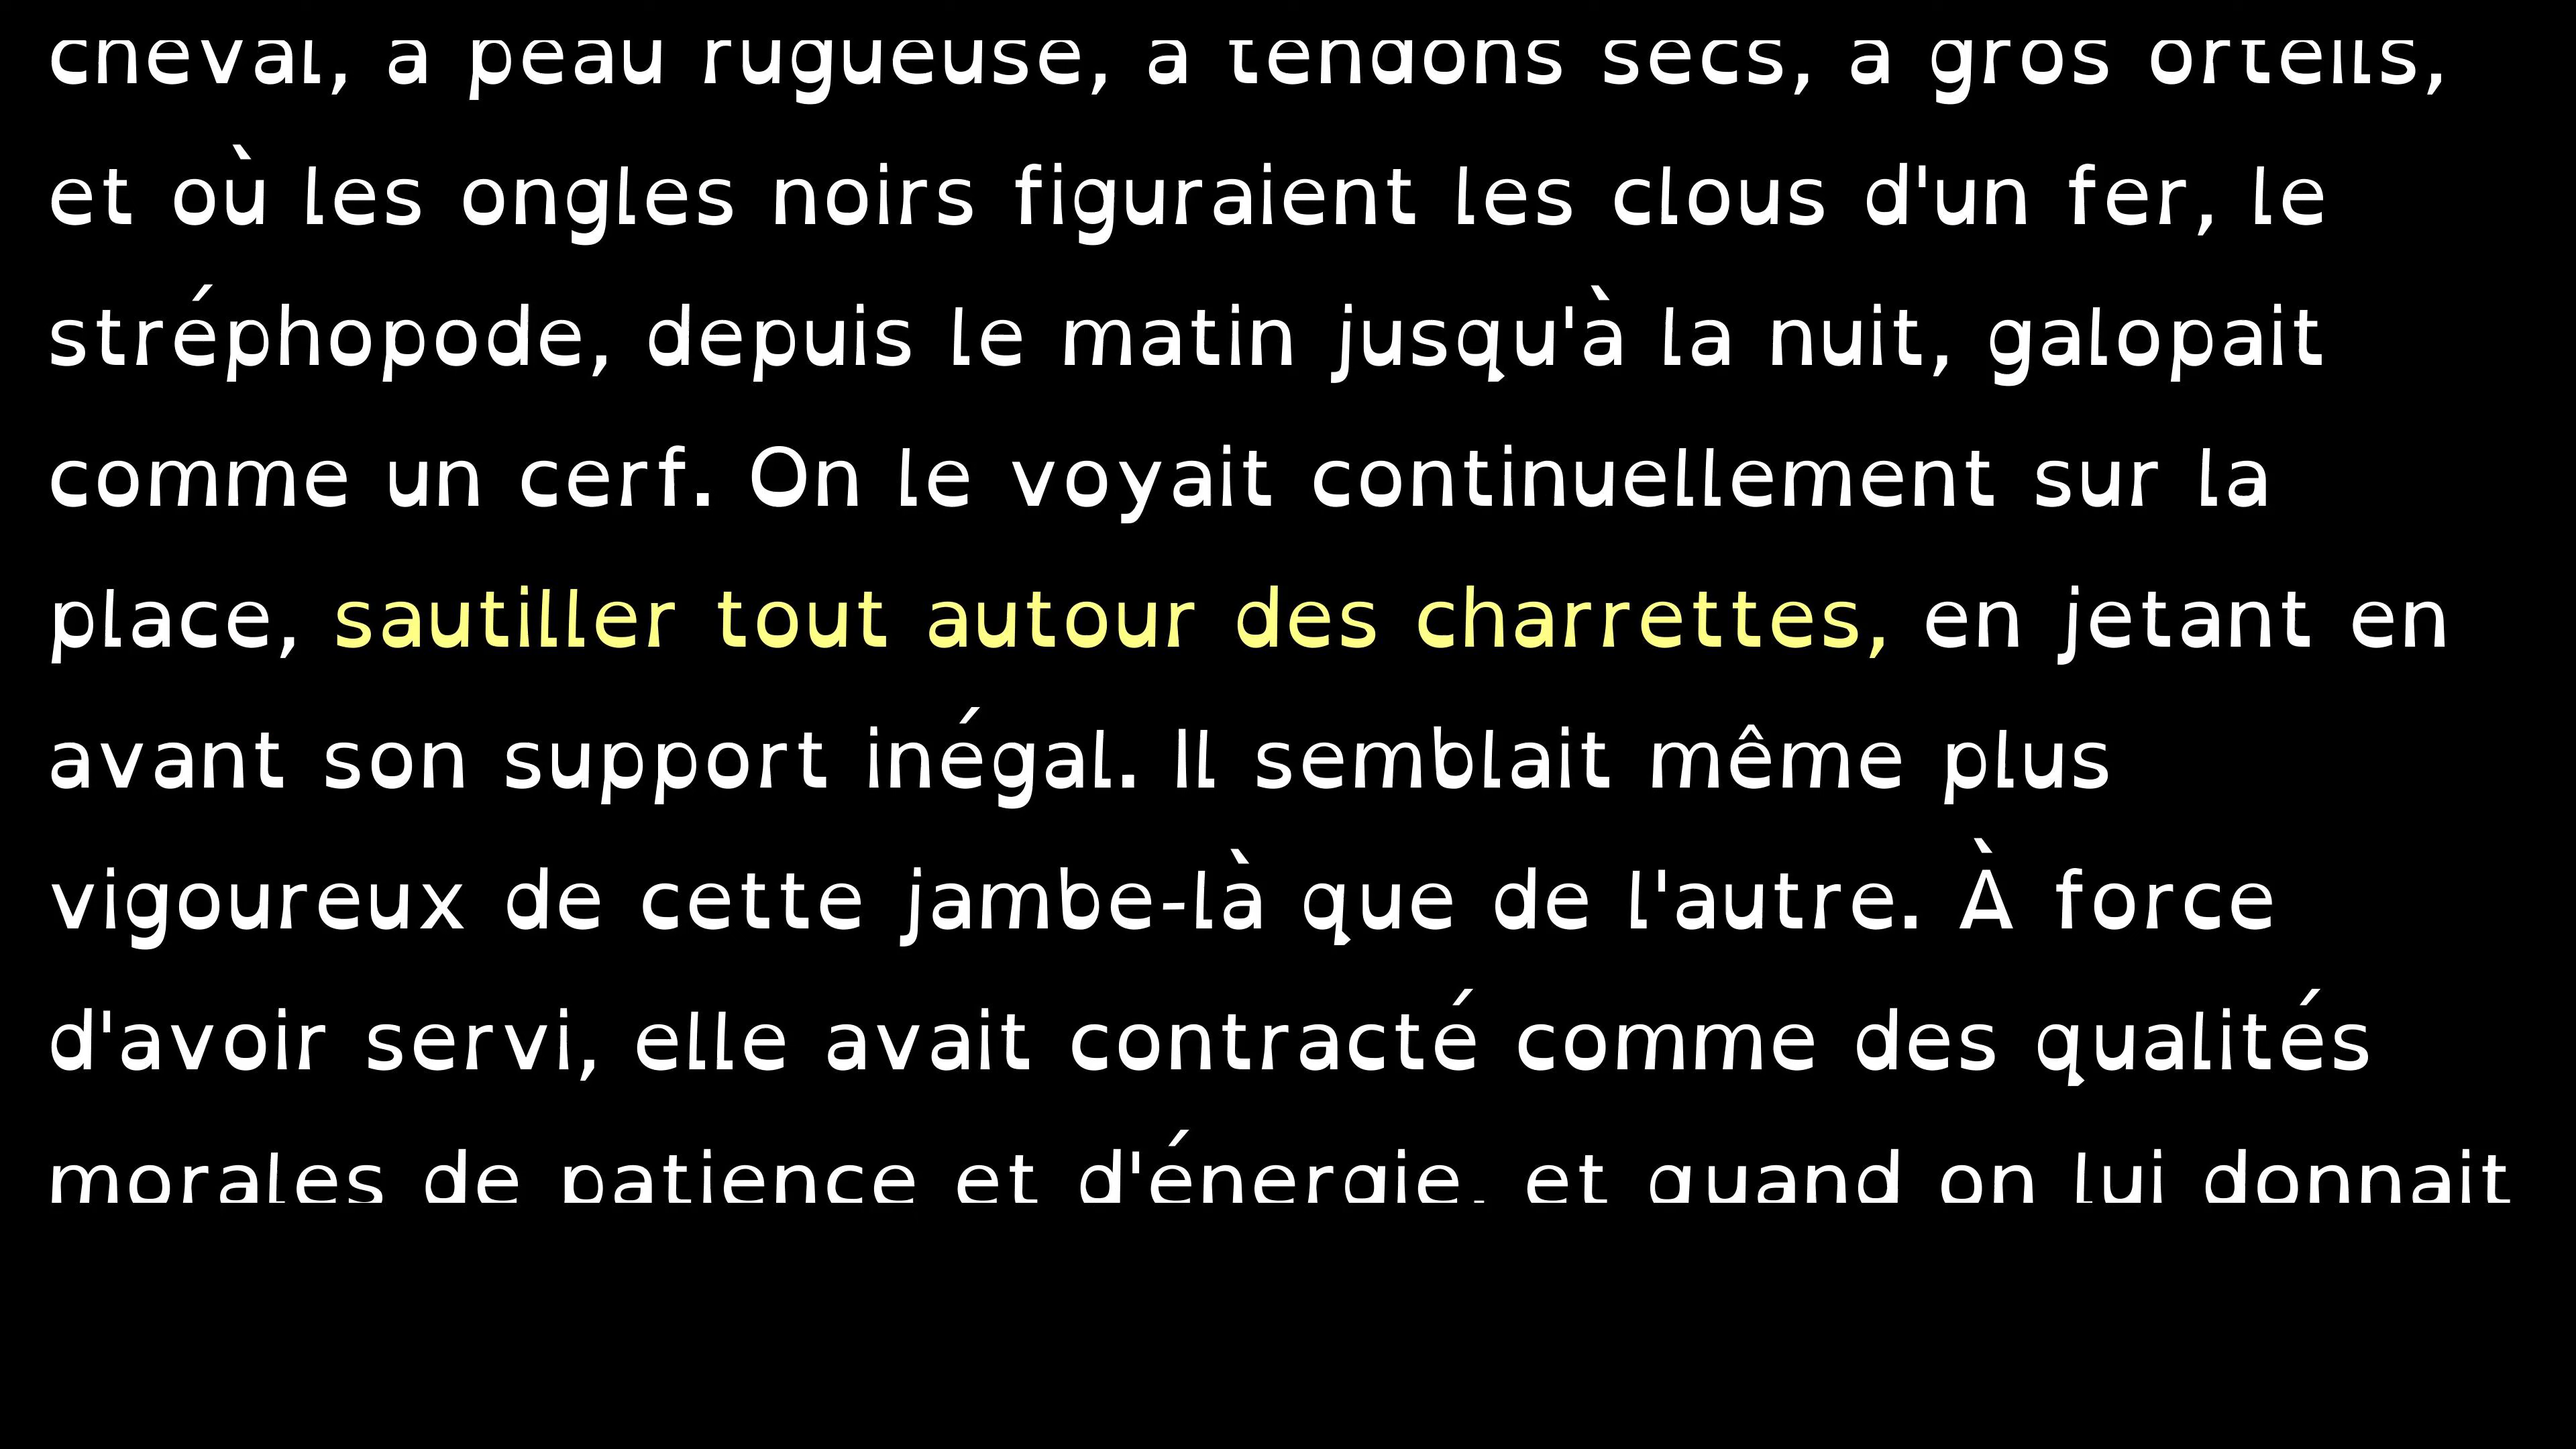 cheval, à peau rugueuse, à tendons secs, à gros orteils,
et où les ongles noirs figuraient les clous d'un fer, le
stréphopode, depuis le matin jusqu'à la nuit, galopait
comme un cerf. On le voyait continuellement sur la
place, sautiller tout autour des charrettes, en jetant en
avant son support inégal. Il semblait même plus
vigoureux de cette jambe-là que de l'autre. À force
d'avoir servi, elle avait contracté comme des qualités
morales de patience et d'énergie, et quand on lui donnait